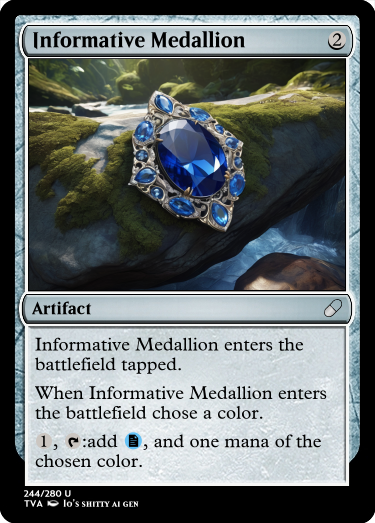 Informative Medallion 2
Artifact
Informative Medallion enters the
battlefield tapped.
When Informative Medallion enters
the battlefield chose a color.
1 , :add , and one mana of the
chosen color.
244/280 U
TVA Io's SHITTY AI GEN